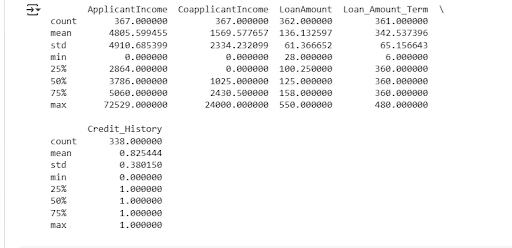 ApplicantIncome CoapplicantIncome LoanAmount Loan_Amount_Term \
count 367.000000 367.000000 362.000000 361.000000
mean 4805.599455 1569.577657 136.132597 342.537396
std 4910.685399 2334.232099 61.366652 65.156643
min 0.000000 0.000000 28.000000 6.000000
25% 2864.000000 0.000000 100.250000 360.000000
50% 3786.000000 1025.000000 125.000000 360.000000
75% 5060.000000 2430.500000 158.000000 360.000000
max 72529.000000 24000.000000 550.000000 480.000000
Credit_History
count 338.000000
mean 0.825444
std 0.380150
min 0.000000
25% 1.000000
50% 1.000000
75% 1.000000
max 1.000000